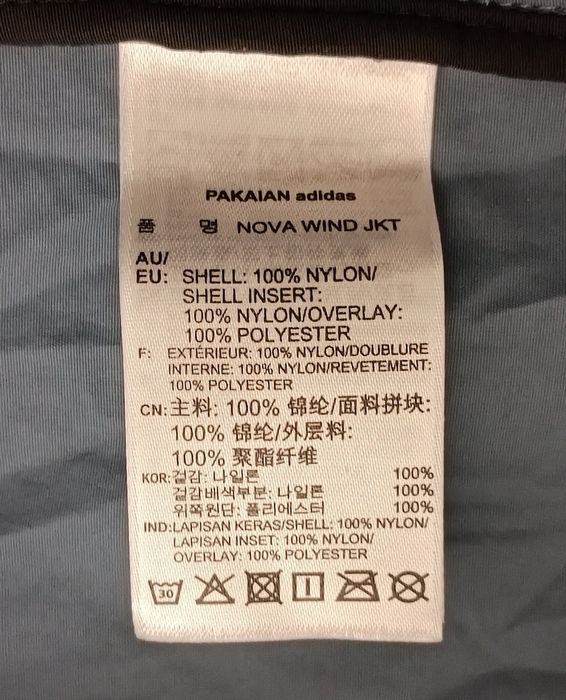 PAKAIAN adidas
품 명 NOVA WIND JKT
AU/
EU: SHELL: 100% NYLON/
SHELL INSERT:
100% NYLON/OVERLAY:
100% POLYESTER
F: EXTÉRIEUR: 100% NYLON/DOUBLURE
INTERNE: 100% NYLON/REVETEMENT:
100% POLYESTER
CN: 主料: 100% 锦纶/面料拼块:
100% 锦纶/外层料:
100% 聚酯纤维
KOR: 겉감: 나일론 100%
겉감배색부분: 나일론 100%
위쪽원단: 폴리에스터 100%
IND: LAPISAN KERAS/SHELL: 100% NYLON/
LAPISAN INSET: 100% NYLON/
OVERLAY: 100% POLYESTER
30